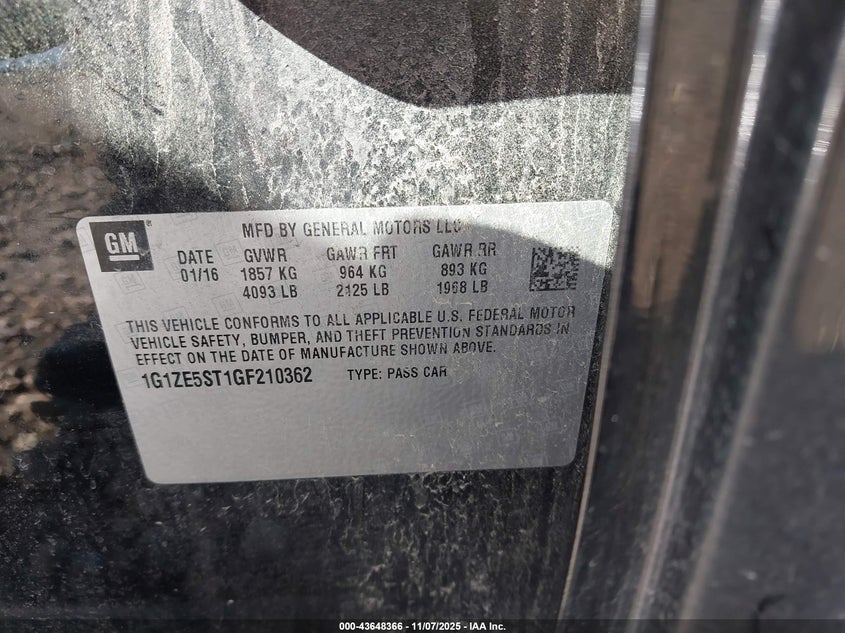 GM
MFD BY GENERAL MOTORS LLC
DATE GVWR GAWR FRT GAWR RR
01/16 1857 KG 964 KG 893 KG
4093 LB 2125 LB 1968 LB
THIS VEHICLE CONFORMS TO ALL APPLICABLE U.S. FEDERAL MOTOR
VEHICLE SAFETY, BUMPER, AND THEFT PREVENTION STANDARDS IN
EFFECT ON THE DATE OF MANUFACTURE SHOWN ABOVE.
1G1ZE5ST1GF210362 TYPE: PASS CAR
000-43648366 - 11/07/2025 - IAA Inc.